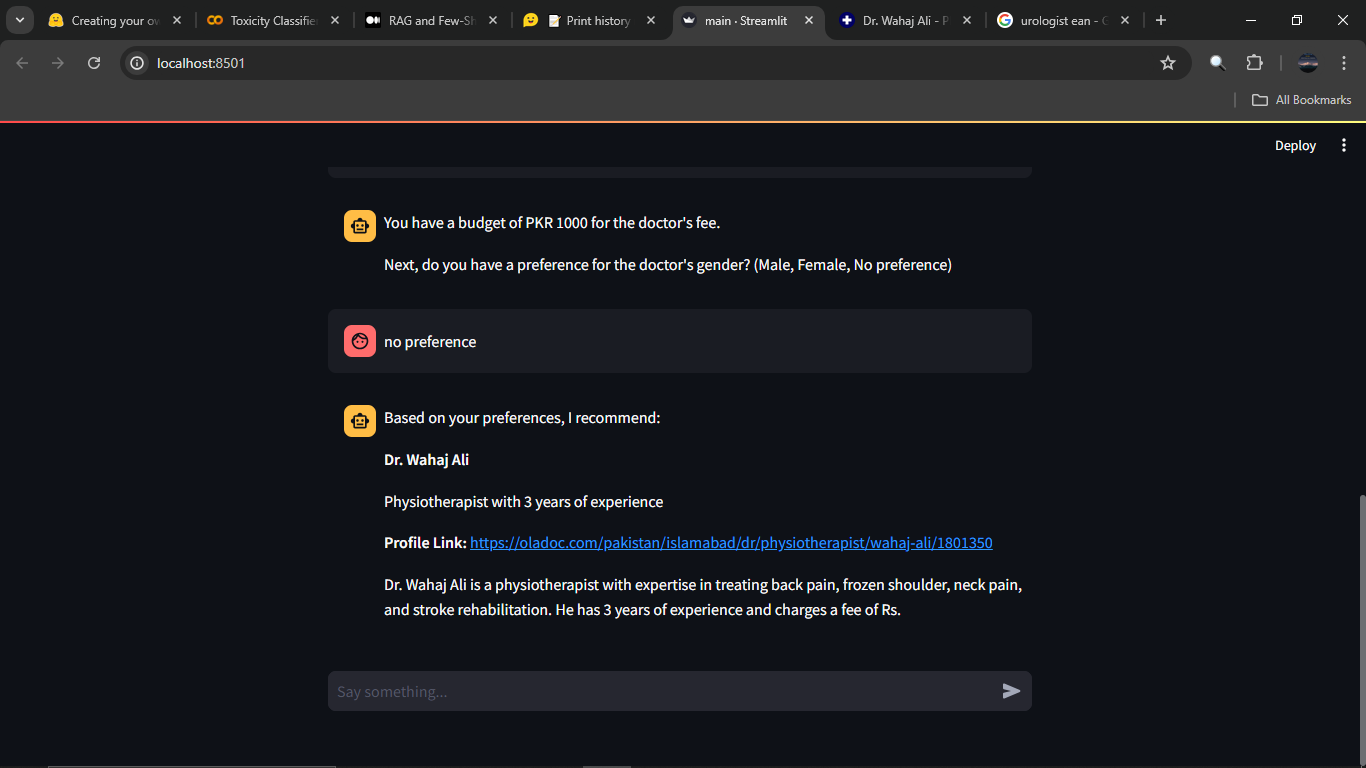 Creating your ow
Toxicity Classifie
RAG and Few-Sh
Print history
main · Streamlit
Dr. Wahaj Ali - P
urologist ean - G
localhost:8501
All Bookmarks
Deploy
You have a budget of PKR 1000 for the doctor's fee.
Next, do you have a preference for the doctor's gender? (Male, Female, No preference)
no preference
Based on your preferences, I recommend:
Dr. Wahaj Ali
Physiotherapist with 3 years of experience
Profile Link: https://oladoc.com/pakistan/islamabad/dr/physiotherapist/wahaj-ali/1801350
Dr. Wahaj Ali is a physiotherapist with expertise in treating back pain, frozen shoulder, neck pain,
and stroke rehabilitation. He has 3 years of experience and charges a fee of Rs.
Say something...